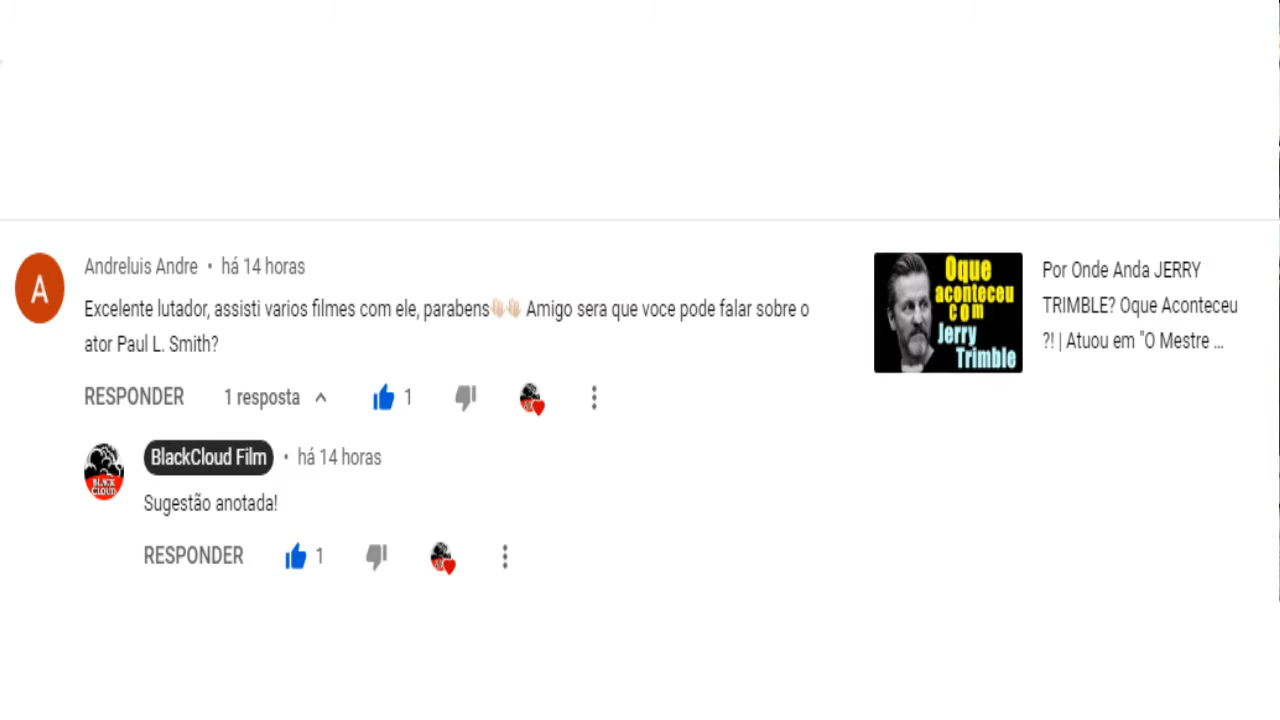 A
Andreluis Andre • há 14 horas
Excelente lutador, assisti varios filmes com ele, parabens👏🏻👏🏻 Amigo sera que voce pode falar sobre o
ator Paul L. Smith?
RESPONDER 1 resposta 1
BLACK
CLOUD
BlackCloud Film • há 14 horas
Sugestão anotada!
RESPONDER 1
Oque
aconteceu
com
Jerry
Trimble
Por Onde Anda JERRY
TRIMBLE? Oque Aconteceu
?! | Atuou em "O Mestre ...